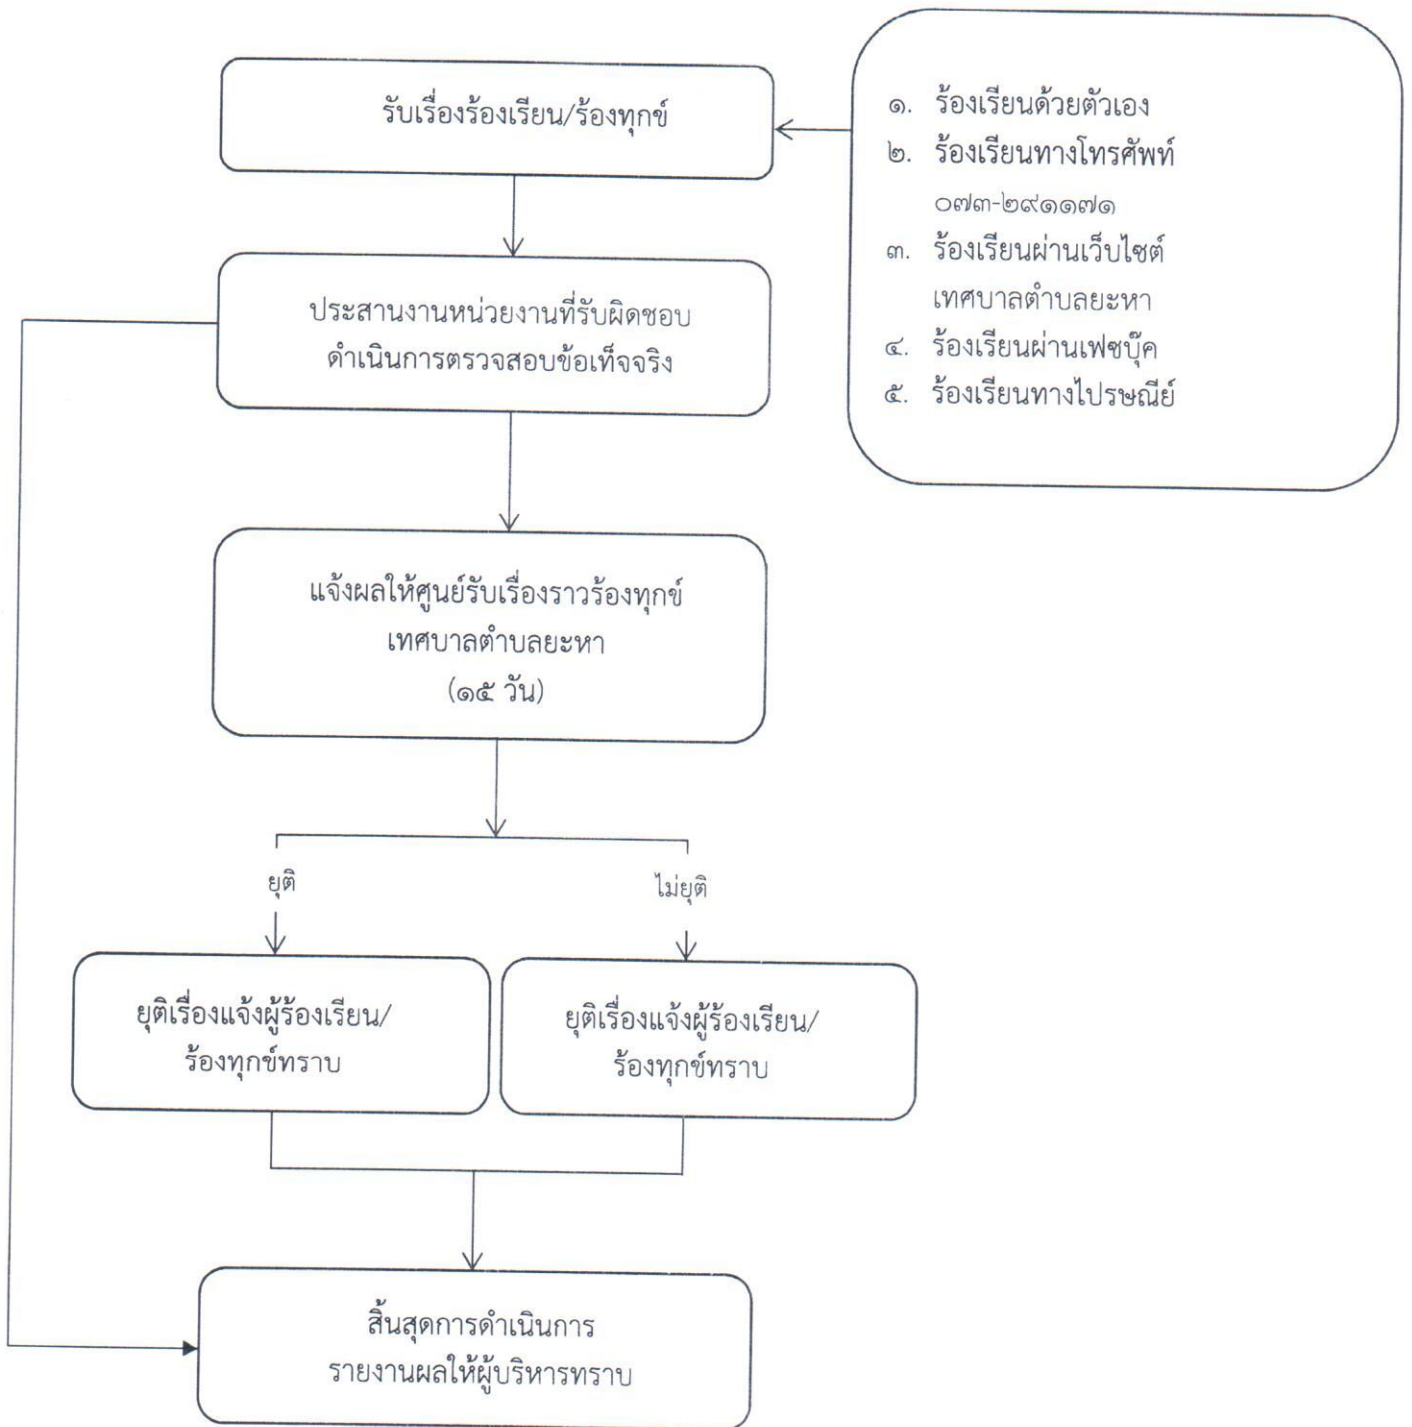 รับเรื่องร้องเรียน/ร้องทุกข์
๑. ร้องเรียนด้วยตัวเอง
๒. ร้องเรียนทางโทรศัพท์
๐๗๓-๒๙๑๑๗๑
๓. ร้องเรียนผ่านเว็บไซต์
เทศบาลตำบลยะหา
๔. ร้องเรียนผ่านเฟซบุ๊ค
๕. ร้องเรียนทางไปรษณีย์
ประสานงานหน่วยงานที่รับผิดชอบ
ดำเนินการตรวจสอบข้อเท็จจริง
แจ้งผลให้ศูนย์รับเรื่องราวร้องทุกข์
เทศบาลตำบลยะหา
(๑๕ วัน)
ยุติ
ไม่ยุติ
ยุติเรื่องแจ้งผู้ร้องเรียน/
ร้องทุกข์ทราบ
ยุติเรื่องแจ้งผู้ร้องเรียน/
ร้องทุกข์ทราบ
สิ้นสุดการดำเนินการ
รายงานผลให้ผู้บริหารทราบ